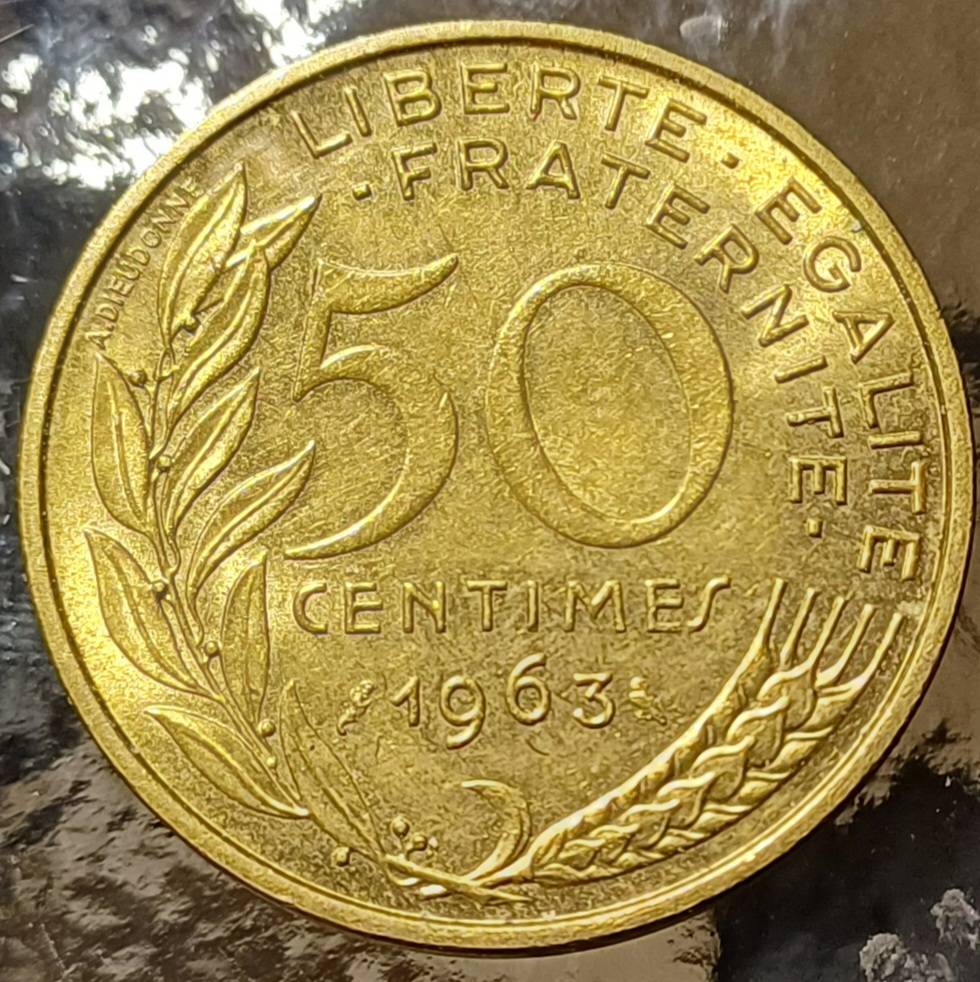 LIBERTE · EGALITE
· FRATERNITE ·
A.DIEUDONNE
50
CENTIMES
1963